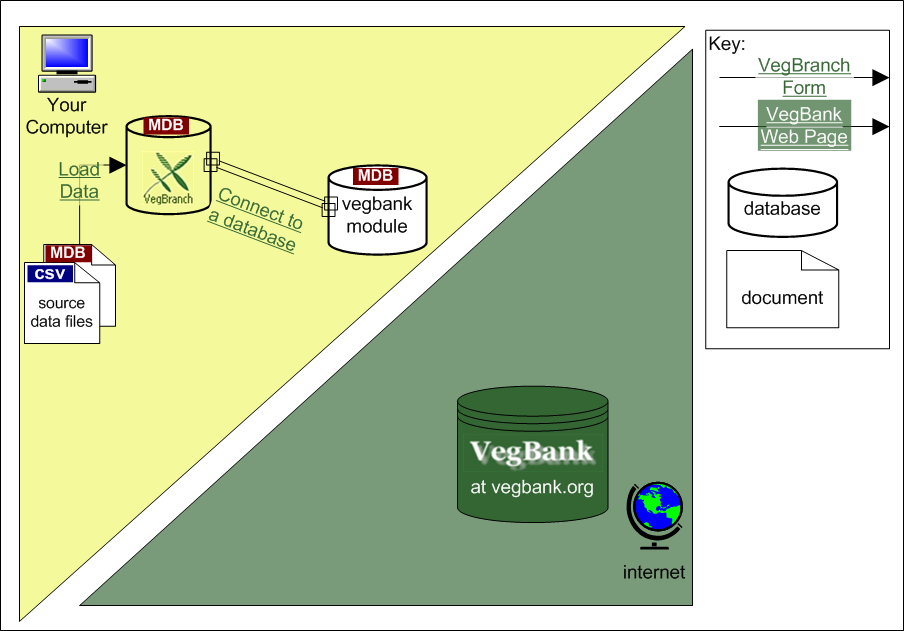 Your
Computer
MDB
VegBranch
Load
Data
Connect to
a database
MDB
vegbank
module
MDB
CSV
source
data files
VegBank
at vegbank.org
internet
Key:
VegBranch
Form
VegBank
Web Page
database
document